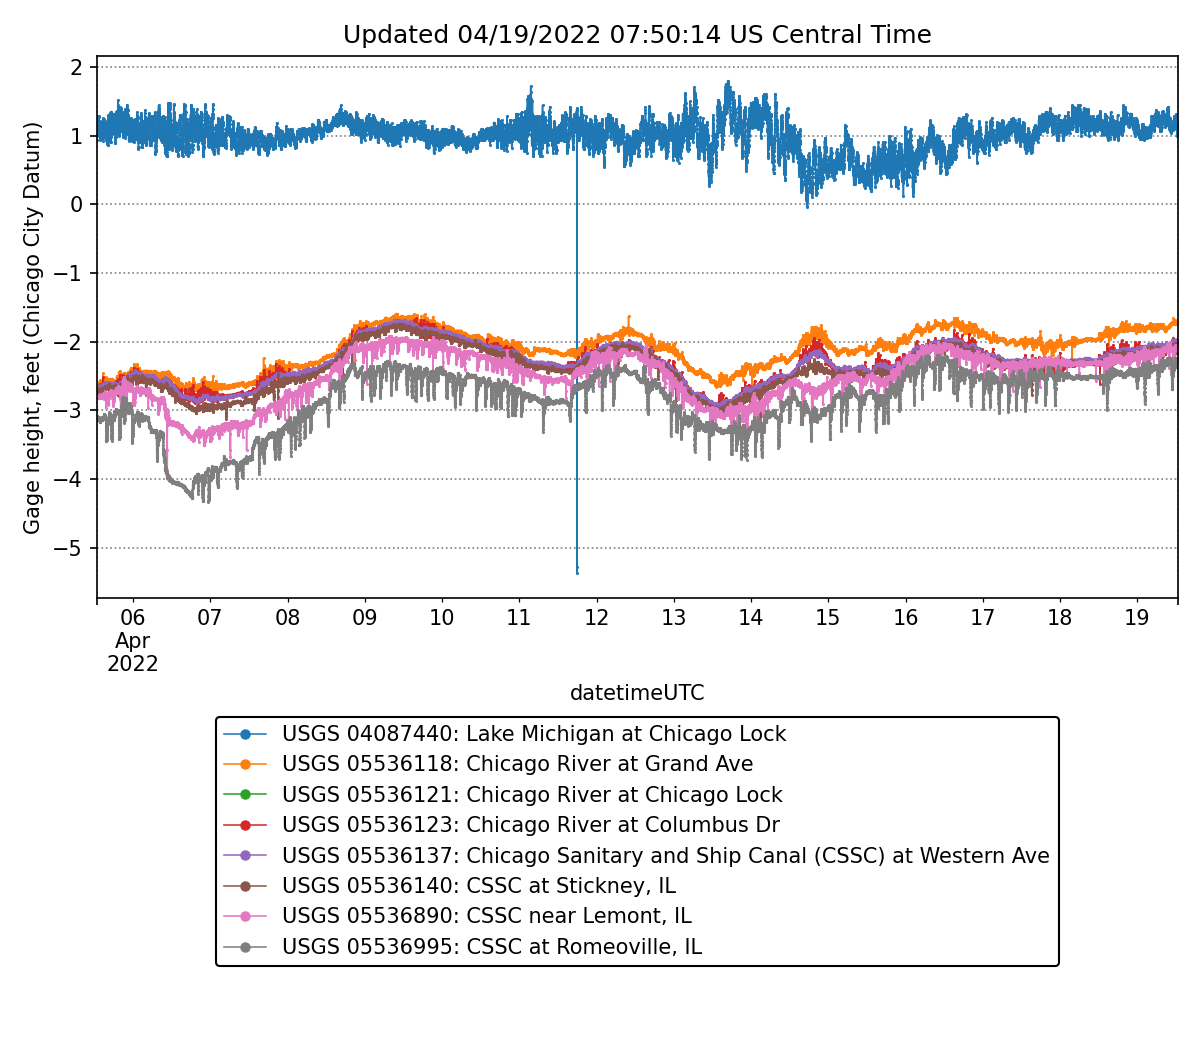 Updated 04/19/2022 07:50:14 US Central Time
Gage height, feet (Chicago City Datum)
2
1
0
−1
−2
−3
−4
−5
06 07 08 09 10 11 12 13 14 15 16 17 18 19
Apr
2022
datetimeUTC
USGS 04087440: Lake Michigan at Chicago Lock
USGS 05536118: Chicago River at Grand Ave
USGS 05536121: Chicago River at Chicago Lock
USGS 05536123: Chicago River at Columbus Dr
USGS 05536137: Chicago Sanitary and Ship Canal (CSSC) at Western Ave
USGS 05536140: CSSC at Stickney, IL
USGS 05536890: CSSC near Lemont, IL
USGS 05536995: CSSC at Romeoville, IL